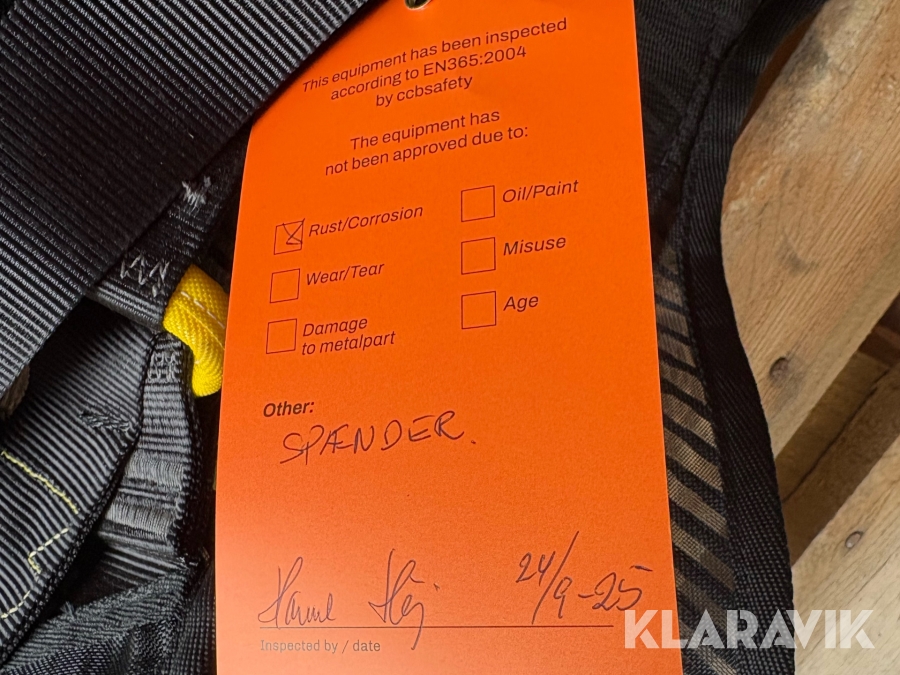 This equipment has been inspected
according to EN365:2004
by ccbsafety
The equipment has
not been approved due to:
Rust/Corrosion
Oil/Paint
Wear/Tear
Misuse
Damage
to metalpart
Age
Other:
SPÆNDER.
24/9-25
Inspected by / date
KLARAVIK